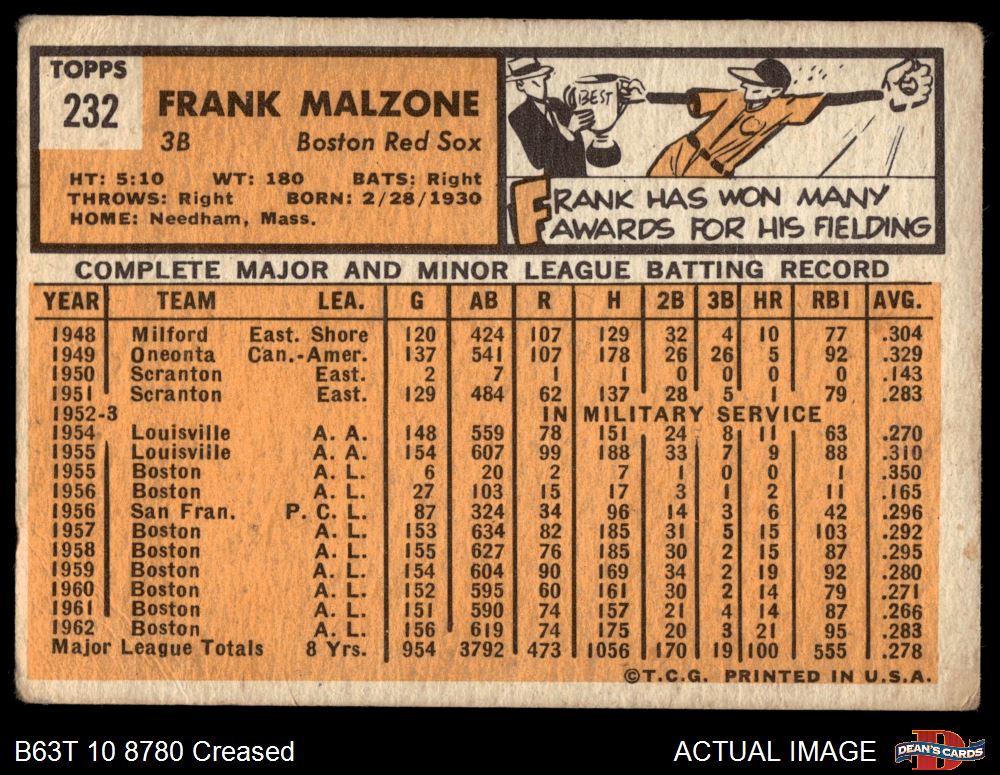 TOPPS
232
FRANK MALZONE
3B Boston Red Sox
HT: 5:10 WT: 180 BATS: Right
THROWS: Right BORN: 2/28/1930
HOME: Needham, Mass.
BEST
FRANK HAS WON MANY
AWARDS FOR HIS FIELDING
COMPLETE MAJOR AND MINOR LEAGUE BATTING RECORD
YEAR TEAM LEA. G AB R H 2B 3B HR RBI AVG.
1948 Milford East. Shore 120 424 107 129 32 4 10 77 .304
1949 Oneonta Can.-Amer. 137 541 107 178 26 26 5 92 .329
1950 Scranton East. 2 7 1 1 0 0 0 0 .143
1951 Scranton East. 129 484 62 137 28 5 1 79 .283
1952-3 IN MILITARY SERVICE
1954 Louisville A. A. 148 559 78 151 24 8 11 63 .270
1955 Louisville A. A. 154 607 99 188 33 7 9 88 .310
1955 Boston A. L. 6 20 2 7 1 0 0 1 .350
1956 Boston A. L. 27 103 15 17 3 1 2 11 .165
1956 San Fran. P. C. L. 87 324 34 96 14 3 6 42 .296
1957 Boston A. L. 153 634 82 185 31 5 15 103 .292
1958 Boston A. L. 155 627 76 185 30 2 15 87 .295
1959 Boston A. L. 154 604 90 169 34 2 19 92 .280
1960 Boston A. L. 152 595 60 161 30 2 14 79 .271
1961 Boston A. L. 151 590 74 157 21 4 14 87 .266
1962 Boston A. L. 156 619 74 175 20 3 21 95 .283
Major League Totals 8 Yrs. 954 3792 473 1056 170 19 100 555 .278
©T.C.G. PRINTED IN U.S.A.
B63T 10 8780 Creased ACTUAL IMAGE D DEAN'S CARDS